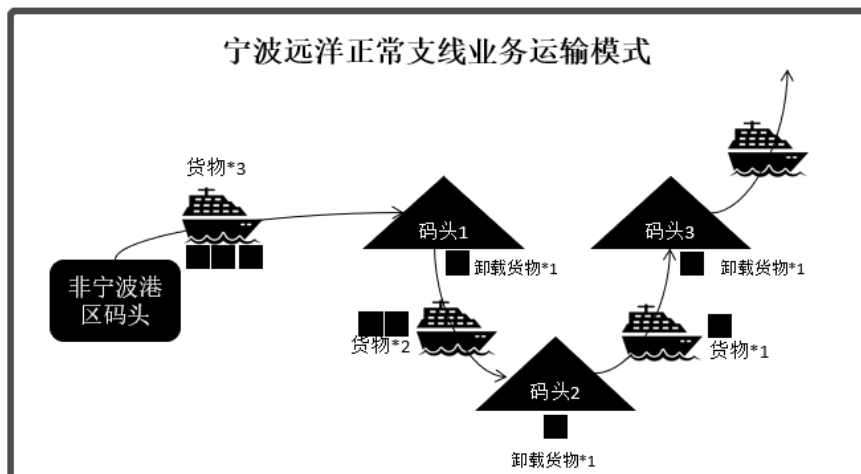 宁波远洋正常支线业务运输模式
货物*3
非宁波港
区码头
码头1
卸载货物*1
货物*2
码头2
卸载货物*1
货物*1
码头3
卸载货物*1